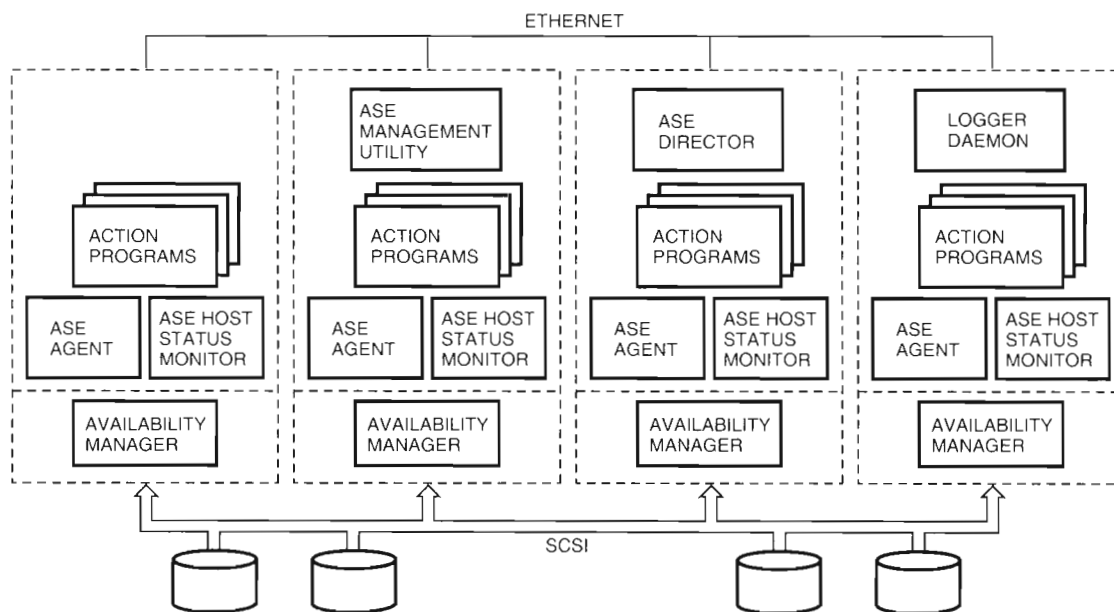 ETHERNET
ASE
MANAGEMENT
UTILITY
ASE
DIRECTOR
LOGGER
DAEMON
ACTION
PROGRAMS
ACTION
PROGRAMS
ACTION
PROGRAMS
ACTION
PROGRAMS
ASE
AGENT
ASE HOST
STATUS
MONITOR
ASE
AGENT
ASE HOST
STATUS
MONITOR
ASE
AGENT
ASE HOST
STATUS
MONITOR
ASE
AGENT
ASE HOST
STATUS
MONITOR
AVAILABILITY
MANAGER
AVAILABILITY
MANAGER
AVAILABILITY
MANAGER
AVAILABILITY
MANAGER
SCSI